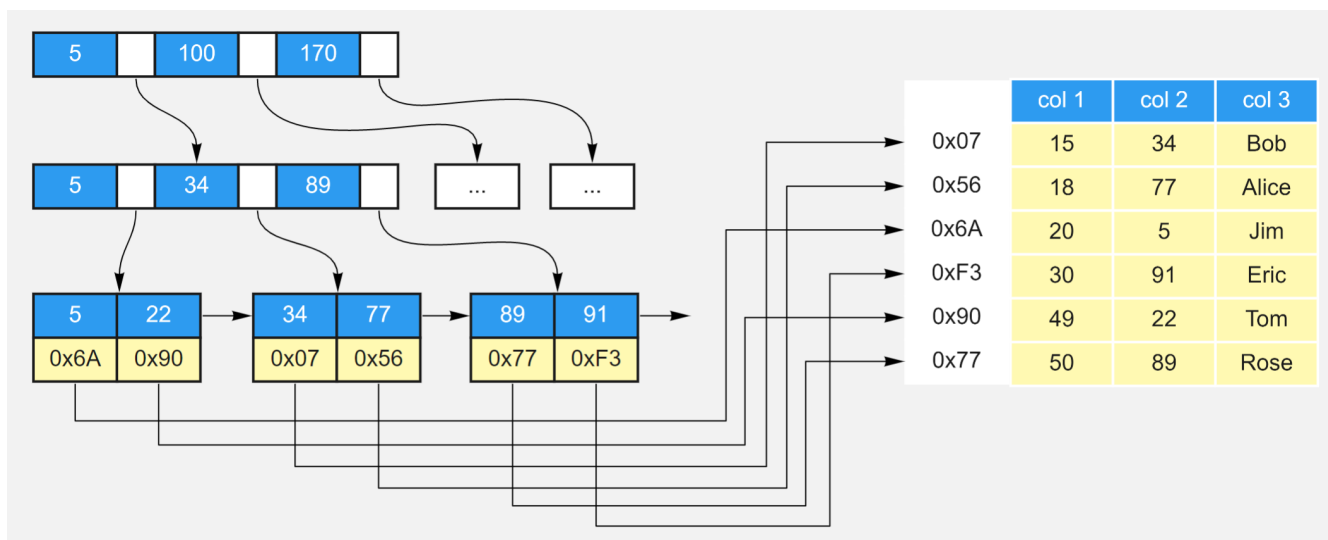 5 100 170
col 1 col 2 col 3
0x07 15 34 Bob
5 34 89 ... ...
0x56 18 77 Alice
0x6A 20 5 Jim
0xF3 30 91 Eric
5 22 34 77 89 91
0x90 49 22 Tom
0x6A 0x90 0x07 0x56 0x77 0xF3
0x77 50 89 Rose